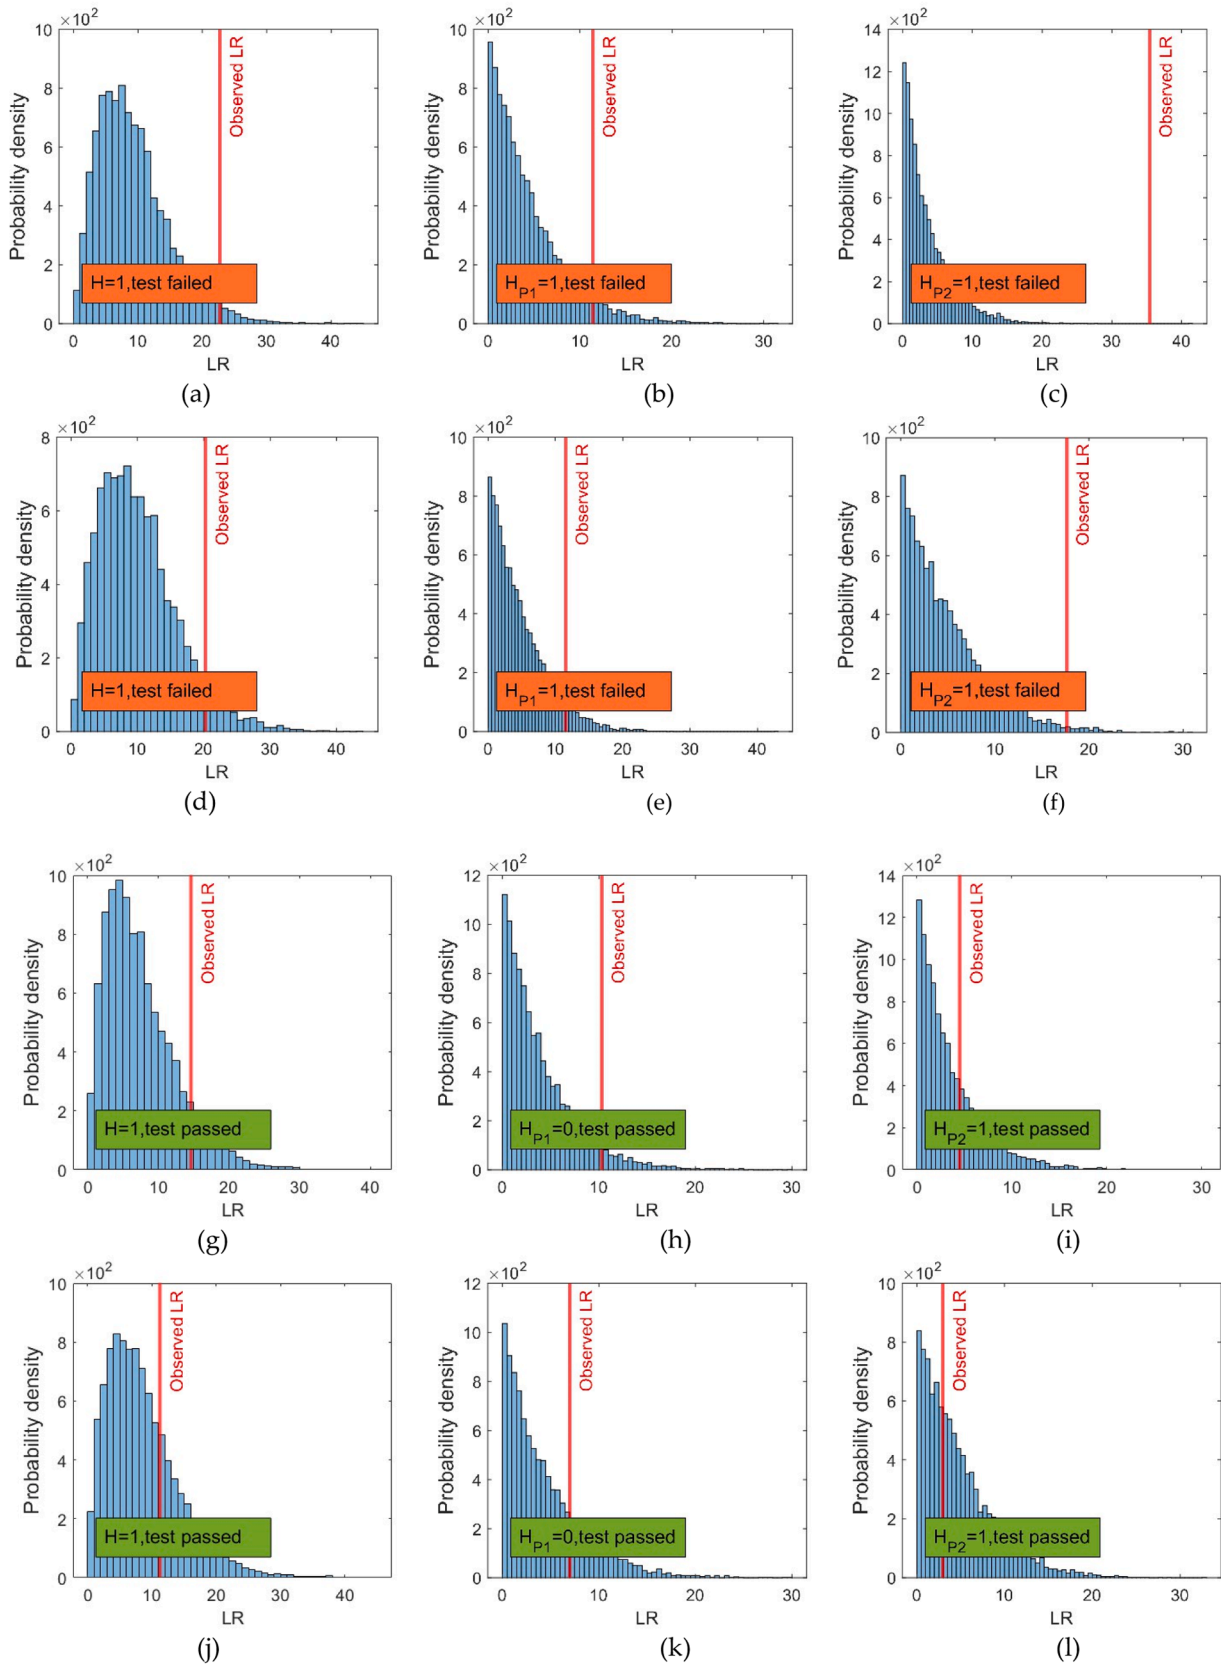 ×10²
10
8
6
4
2
0
Probability density
Observed LR
H=1,test failed
0 10 20 30 40
LR
(a)
×10²
10
8
6
4
2
0
Probability density
Observed LR
H_P1=1,test failed
0 10 20 30
LR
(b)
×10²
14
12
10
8
6
4
2
0
Probability density
Observed LR
H_P2=1,test failed
0 10 20 30 40
LR
(c)
×10²
8
6
4
2
0
Probability density
Observed LR
H=1,test failed
0 10 20 30 40
LR
(d)
×10²
10
8
6
4
2
0
Probability density
Observed LR
H_P1=1,test failed
0 10 20 30 40
LR
(e)
×10²
10
8
6
4
2
0
Probability density
Observed LR
H_P2=1,test failed
0 10 20 30
LR
(f)
×10²
10
8
6
4
2
0
Probability density
Observed LR
H=1,test passed
0 10 20 30 40
LR
(g)
×10²
12
10
8
6
4
2
0
Probability density
Observed LR
H_P1=0,test passed
0 10 20 30
LR
(h)
×10²
14
12
10
8
6
4
2
0
Probability density
Observed LR
H_P2=1,test passed
0 10 20 30
LR
(i)
×10²
10
8
6
4
2
0
Probability density
Observed LR
H=1,test passed
0 10 20 30 40
LR
(j)
×10²
12
10
8
6
4
2
0
Probability density
Observed LR
H_P1=0,test passed
0 10 20 30
LR
(k)
×10²
10
8
6
4
2
0
Probability density
Observed LR
H_P2=1,test passed
0 10 20 30
LR
(l)